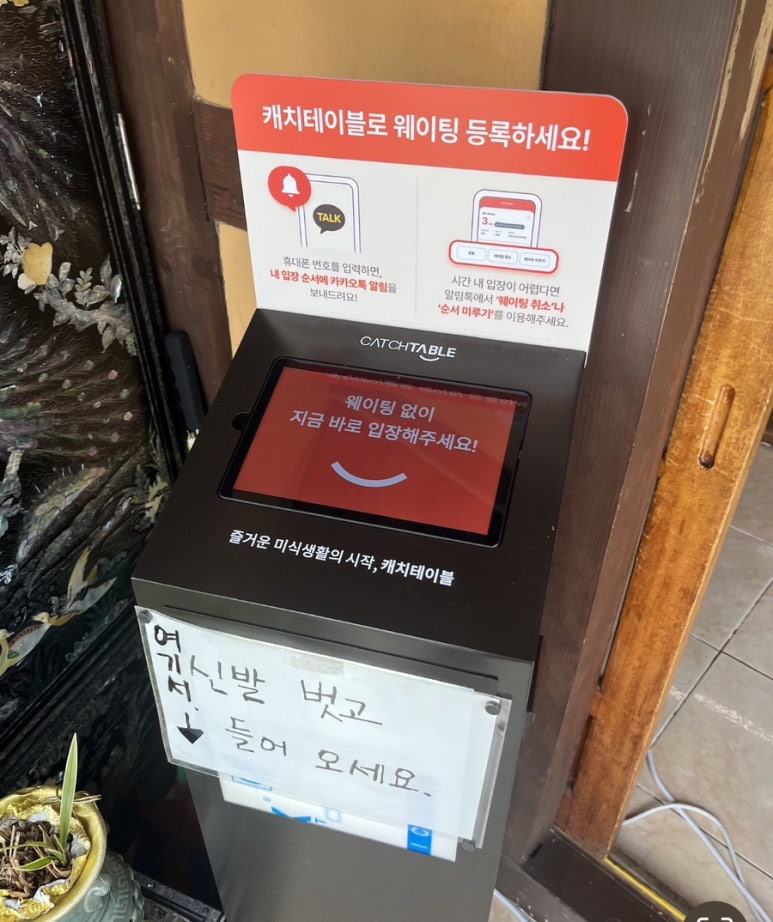 캐치테이블로 웨이팅 등록하세요!
TALK
휴대폰 번호를 입력하면,
내 입장 순서에 카카오톡 알림을
보내드려요!
3
웨이팅 취소
시간 내 입장이 어렵다면
알림톡에서 '웨이팅 취소'나
'순서 미루기'를 이용해주세요.
CATCHTABLE
웨이팅 없이
지금 바로 입장해주세요!
즐거운 미식생활의 시작, 캐치테이블
여기서
신발 벗고
들어 오세요.